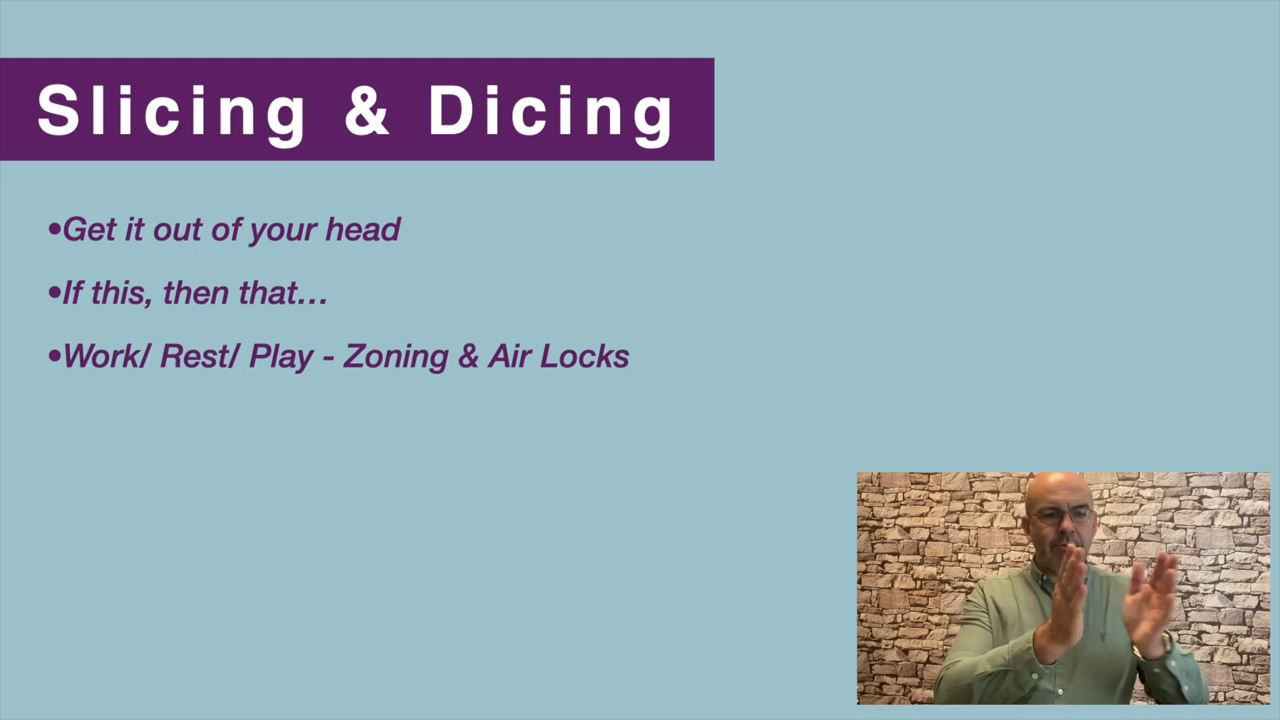 Slicing & Dicing
•Get it out of your head
•If this, then that…
•Work/ Rest/ Play - Zoning & Air Locks